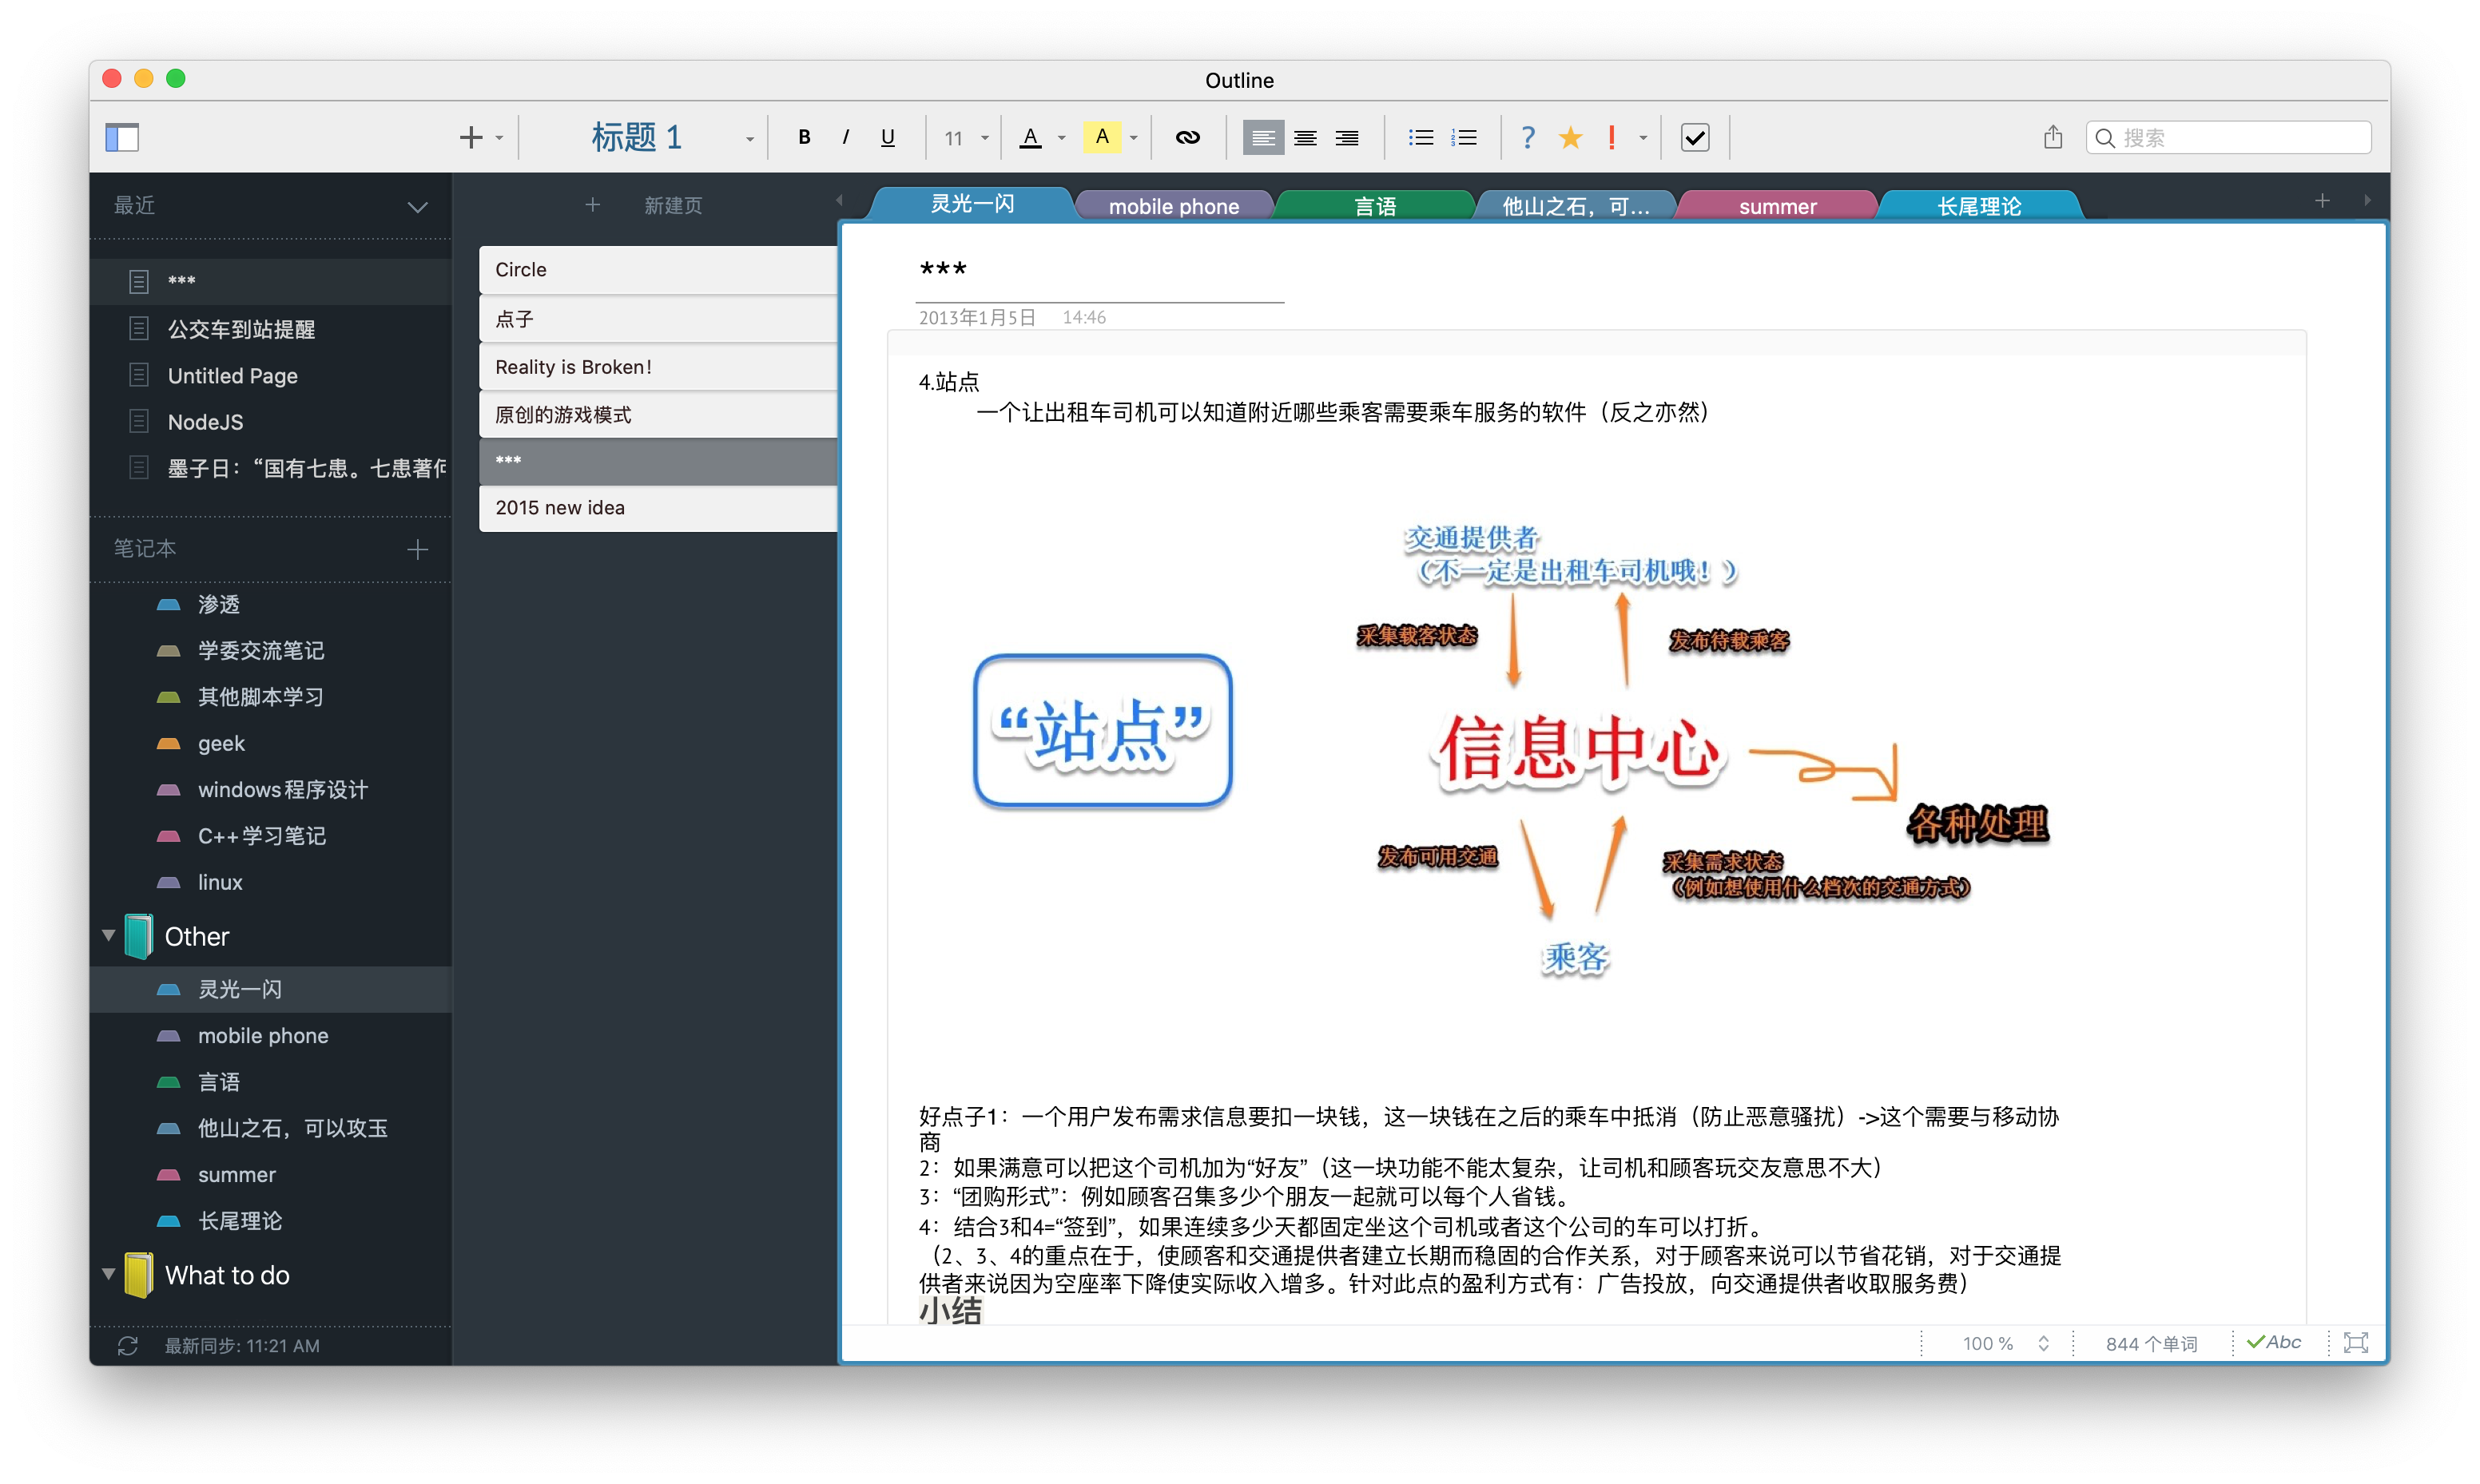 Outline
标题 1
B I U
11
A
A
搜索
最近
***
公交车到站提醒
Untitled Page
NodeJS
墨子日：“国有七患。七患著何
笔记本
渗透
学委交流笔记
其他脚本学习
geek
windows程序设计
C++学习笔记
linux
Other
灵光一闪
mobile phone
言语
他山之石，可以攻玉
summer
长尾理论
What to do
最新同步: 11:21 AM
新建页
Circle
点子
Reality is Broken!
原创的游戏模式
***
2015 new idea
灵光一闪
mobile phone
言语
他山之石，可...
summer
长尾理论
***
2013年1月5日 14:46
4.站点
一个让出租车司机可以知道附近哪些乘客需要乘车服务的软件（反之亦然）
交通提供者
（不一定是出租车司机哦！）
采集载客状态
发布待载乘客
“站点”
信息中心
各种处理
发布可用交通
采集需求状态
（例如想使用什么档次的交通方式）
乘客
好点子1：一个用户发布需求信息要扣一块钱，这一块钱在之后的乘车中抵消（防止恶意骚扰）->这个需要与移动协
商
2：如果满意可以把这个司机加为“好友”（这一块功能不能太复杂，让司机和顾客玩交友意思不大）
3：“团购形式”：例如顾客召集多少个朋友一起就可以每个人省钱。
4：结合3和4=“签到”，如果连续多少天都固定坐这个司机或者这个公司的车可以打折。
（2、3、4的重点在于，使顾客和交通提供者建立长期而稳固的合作关系，对于顾客来说可以节省花销，对于交通提
供者来说因为空座率下降使实际收入增多。针对此点的盈利方式有：广告投放，向交通提供者收取服务费）
小结
100 %
844 个单词
Abc